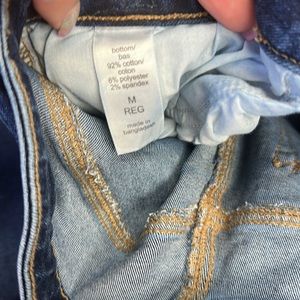 bottom/
bas
92% cotton/
coton
6% polyester
2% spandex
M
REG
made in
bangladesh